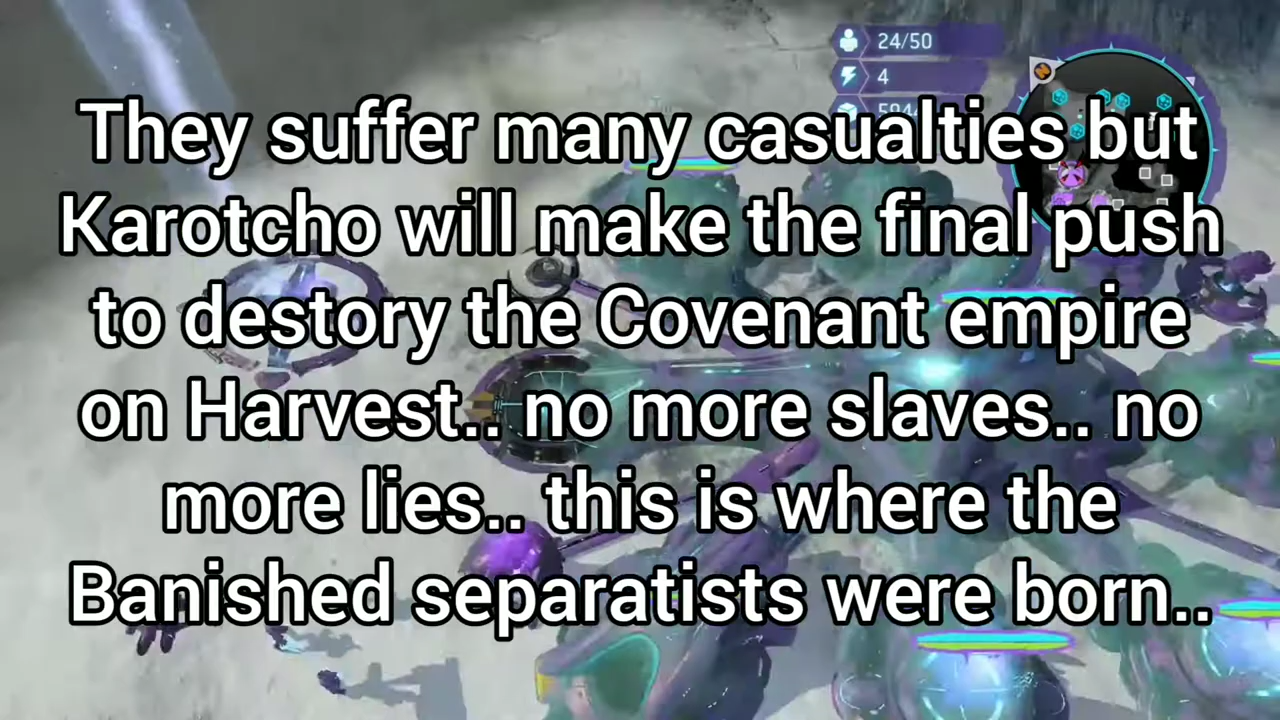 24/50
4
They suffer many casualties but
Karotcho will make the final push
to destory the Covenant empire
on Harvest.. no more slaves.. no
more lies.. this is where the
Banished separatists were born..